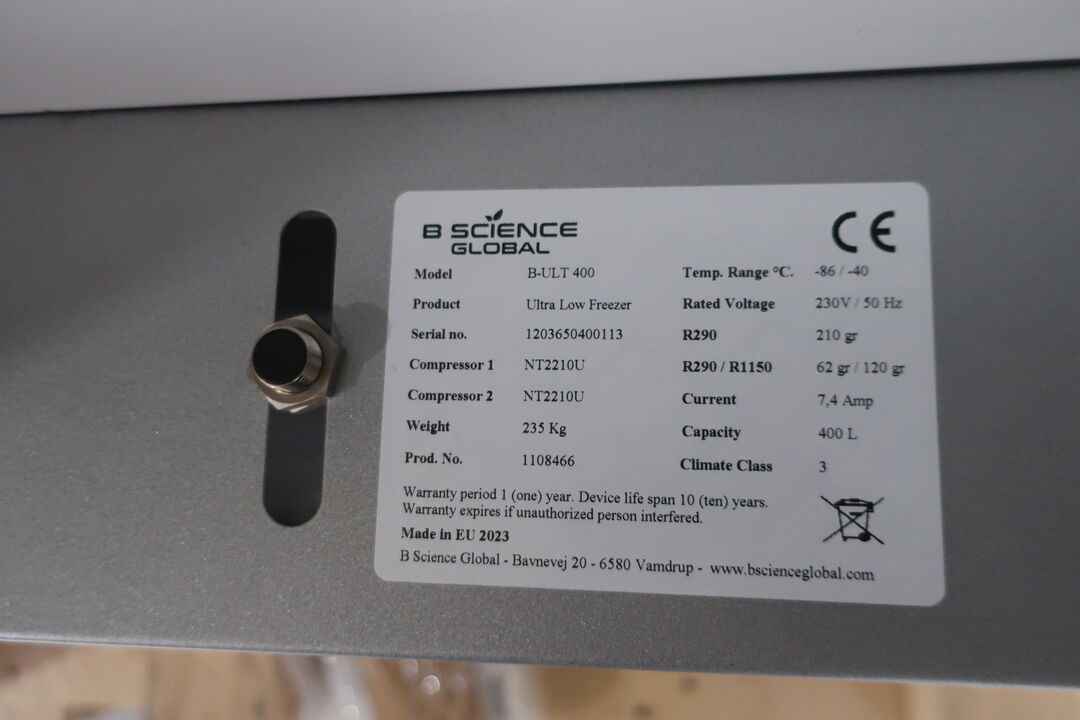 B SCIENCE
GLOBAL
CE
Model B-ULT 400 Temp. Range °C. -86 / -40
Product Ultra Low Freezer Rated Voltage 230V / 50 Hz
Serial no. 1203650400113 R290 210 gr
Compressor 1 NT2210U R290 / R1150 62 gr / 120 gr
Compressor 2 NT2210U Current 7,4 Amp
Weight 235 Kg Capacity 400 L
Prod. No. 1108466 Climate Class 3
Warranty period 1 (one) year. Device life span 10 (ten) years.
Warranty expires if unauthorized person interfered.
Made in EU 2023
B Science Global - Bavnevej 20 - 6580 Vamdrup - www.bscienceglobal.com